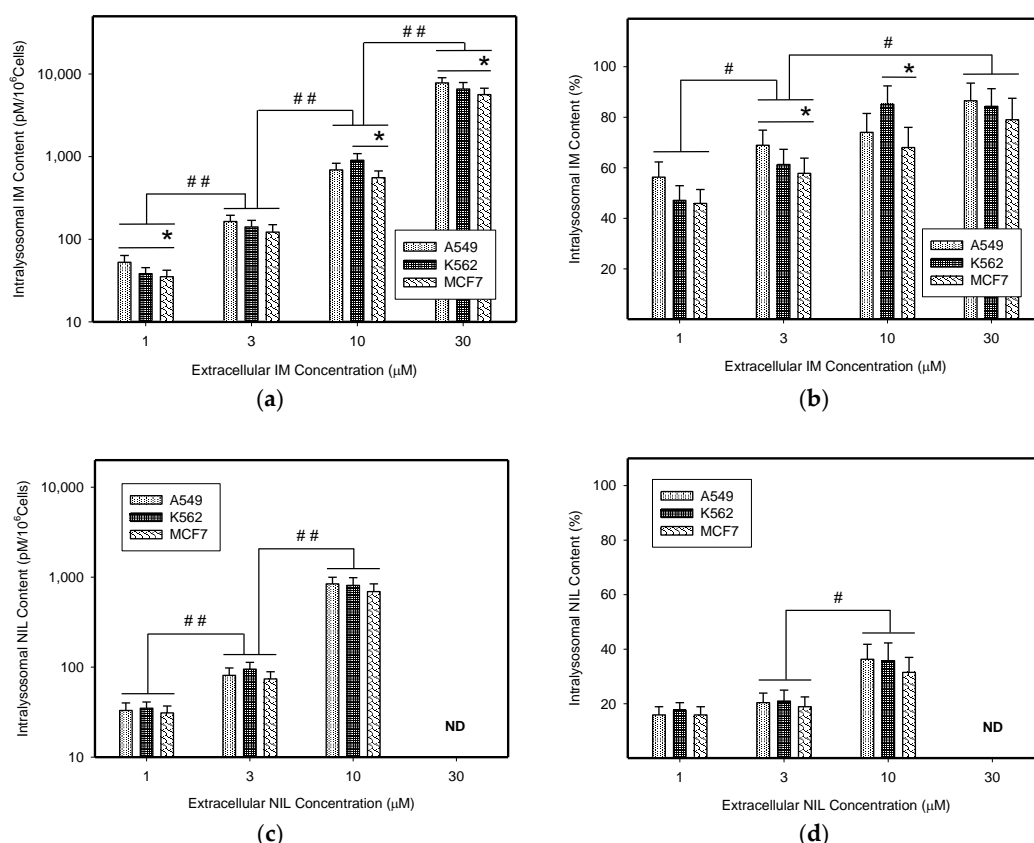 Intralysosomal IM Content (pM/10⁶Cells)
10,000
1,000
100
10
# #
# #
# #
*
*
*
A549
K562
MCF7
1 3 10 30
Extracellular IM Concentration (μM)
(a)
Intralysosomal IM Content (%)
100
80
60
40
20
#
#
*
*
A549
K562
MCF7
1 3 10 30
Extracellular IM Concentration (μM)
(b)
Intralysosomal NIL Content (pM/10⁶Cells)
10,000
1,000
100
10
A549
K562
MCF7
# #
# #
ND
1 3 10 30
Extracellular NIL Concentration (μM)
(c)
Intralysosomal NIL Content (%)
100
80
60
40
20
A549
K562
MCF7
#
ND
1 3 10 30
Extracellular NIL Concentration (μM)
(d)